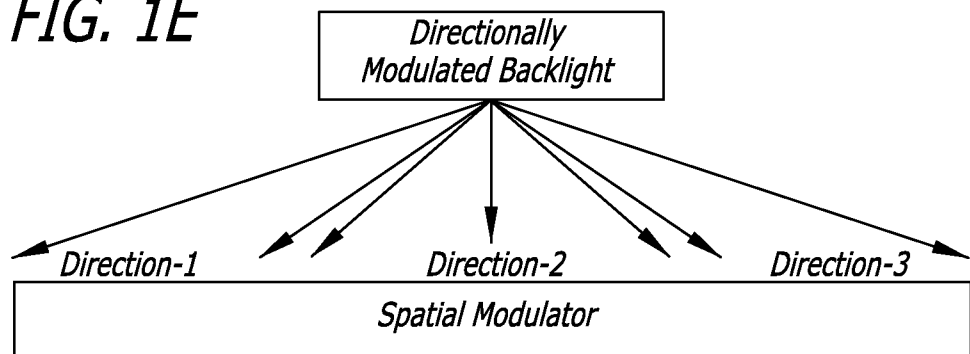 FIG. 1E
Directionally
Modulated Backlight
Direction-1 Direction-2 Direction-3
Spatial Modulator